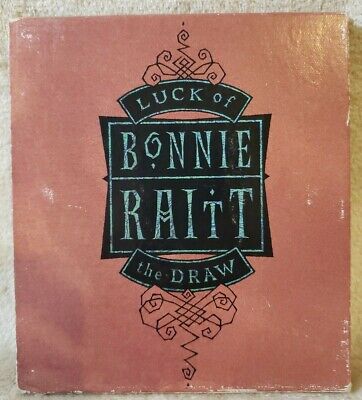 LUCK of
BONNIE
RAITT
the · DRAW